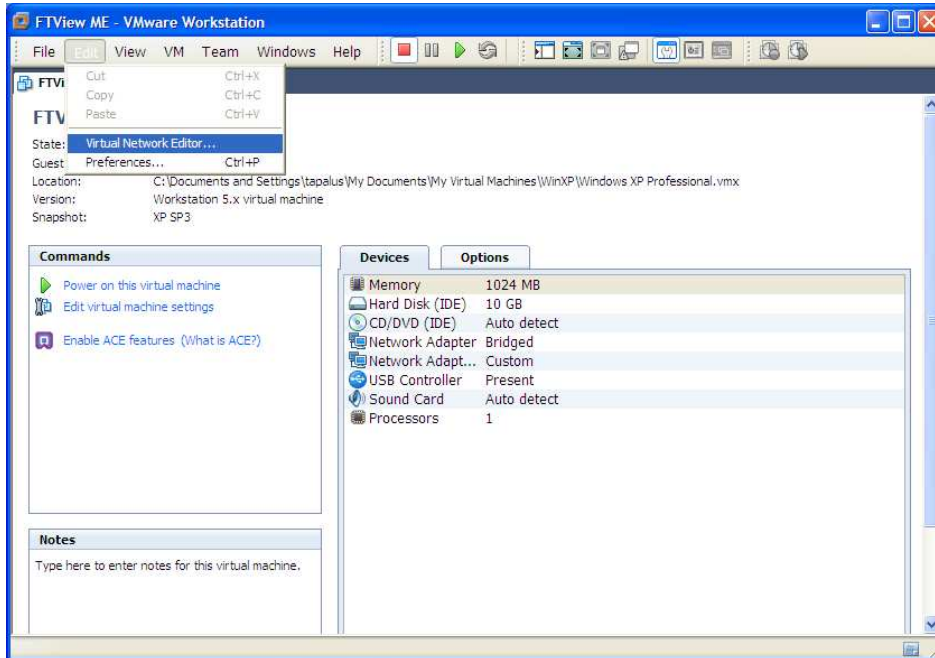 FTView ME - VMware Workstation
File Edit View VM Team Windows Help
Cut Ctrl+X
Copy Ctrl+C
Paste Ctrl+V
Virtual Network Editor...
Preferences... Ctrl+P
FTVi
FTV
State:
Guest
Location: C:\Documents and Settings\tapalus\My Documents\My Virtual Machines\WinXP\Windows XP Professional.vmx
Version: Workstation 5.x virtual machine
Snapshot: XP SP3
Commands
Power on this virtual machine
Edit virtual machine settings
Enable ACE features (What is ACE?)
Notes
Type here to enter notes for this virtual machine.
Devices Options
Memory 1024 MB
Hard Disk (IDE) 10 GB
CD/DVD (IDE) Auto detect
Network Adapter Bridged
Network Adapt... Custom
USB Controller Present
Sound Card Auto detect
Processors 1